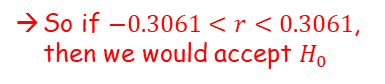 → So if −0.3061 < 𝑟 < 0.3061,
then we would accept 𝐻₀